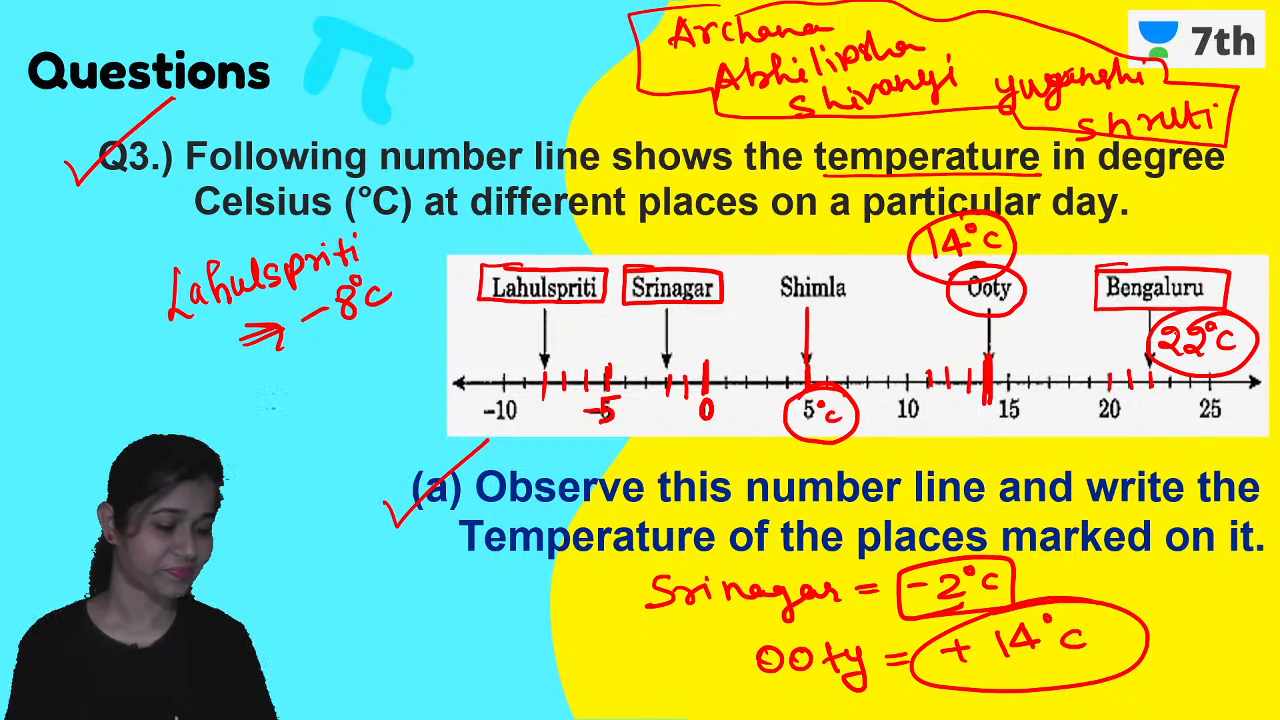 Questions
Archana
Abhilipsha
Shivangi yuganshi
Shruti
7th
Q3.) Following number line shows the temperature in degree
Celsius (°C) at different places on a particular day.
Lahulspriti
⇒ -8°C
14°C
Lahulspriti Srinagar Shimla Ooty Bengaluru
22°C
-10 -5 0 5°C 10 15 20 25
(a) Observe this number line and write the
Temperature of the places marked on it.
Srinagar = -2°C
OOty = +14°C